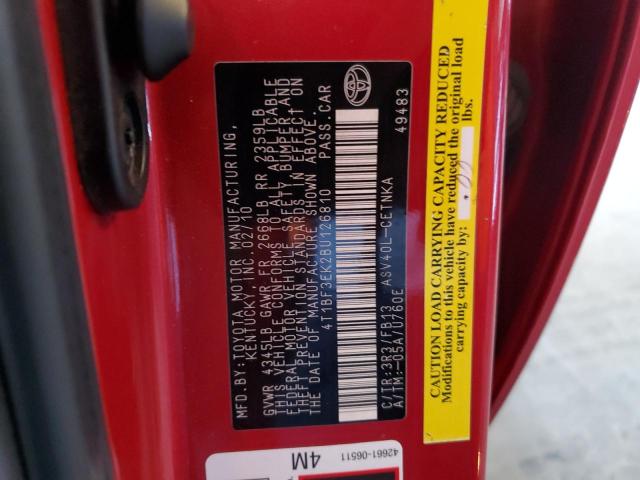 MFD.BY: TOYOTA MOTOR MANUFACTURING,
KENTUCKY, INC. 02/10
GVWR 4345LB GAWR FR 2668LB RR 2359LB
THIS VEHICLE CONFORMS TO ALL APPLICABLE
FEDERAL MOTOR VEHICLE SAFETY, BUMPER, AND
THEFT PREVENTION STANDARDS IN EFFECT ON
THE DATE OF MANUFACTURE SHOWN ABOVE.
4T1BF3EK2BU126810 PASS.CAR
C/TR:3R3/FB13 ASV40L-CETNKA
A/TM:-05A/U760E 49483
CAUTION LOAD CARRYING CAPACITY REDUCED
Modifications to this vehicle have reduced the original load
carrying capacity by: lbs.
42661-06511
4M